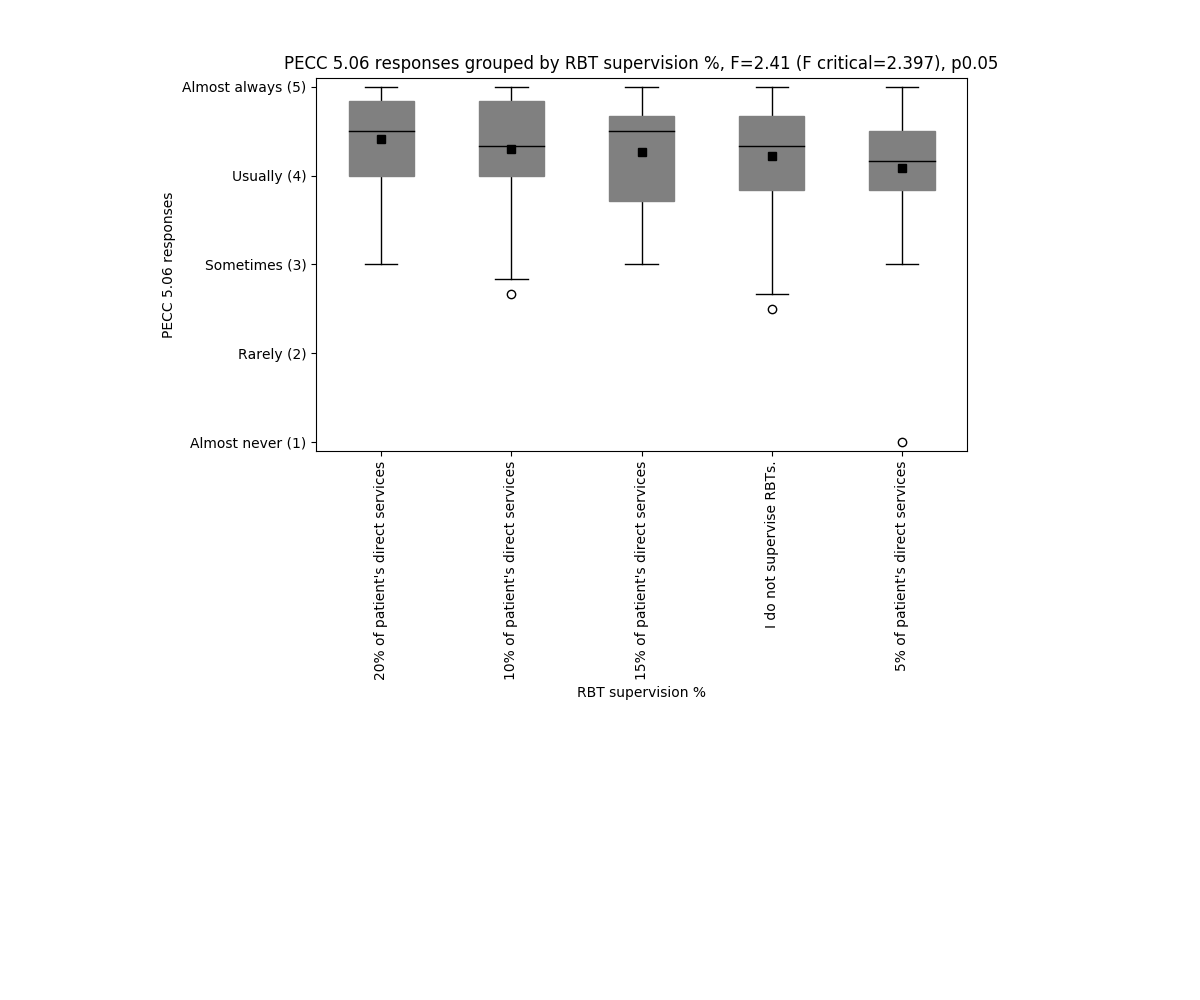 PECC 5.06 responses grouped by RBT supervision %, F=2.41 (F critical=2.397), p0.05
Almost always (5)
Usually (4)
Sometimes (3)
Rarely (2)
Almost never (1)
PECC 5.06 responses
20% of patient's direct services
10% of patient's direct services
15% of patient's direct services
I do not supervise RBTs.
5% of patient's direct services
RBT supervision %